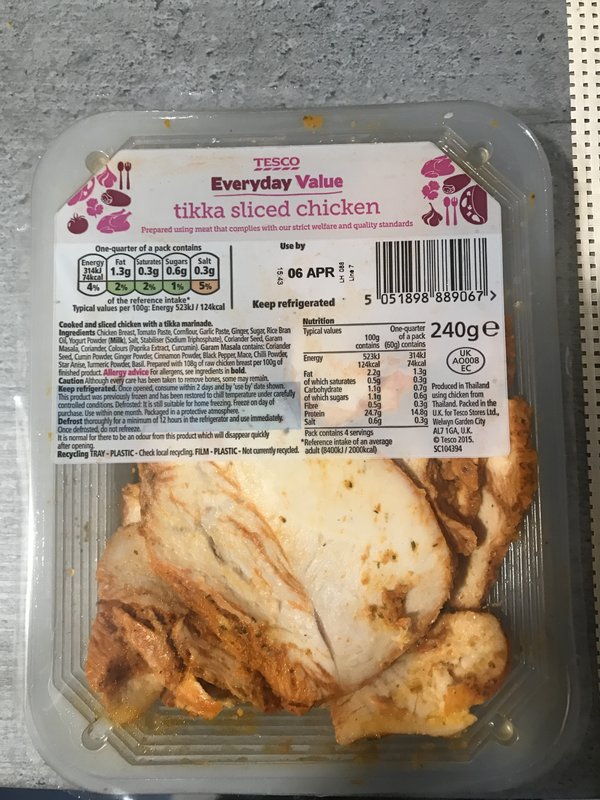 TESCO
Everyday Value
tikka sliced chicken
Prepared using meat that complies with our strict welfare and quality standards
One-quarter of a pack contains
Energy Fat Saturates Sugars Salt
314kJ 74kcal 1.3g 0.3g 0.6g 0.3g
4% 2% 2% 1% 5%
of the reference intake*
Typical values per 100g: Energy 523kJ / 124kcal
Use by
15:43 06 APR LH 088 Line 7
Keep refrigerated
5 051898 889067 >
Cooked and sliced chicken with a tikka marinade.
Ingredients Chicken Breast, Tomato Paste, Cornflour, Garlic Paste, Ginger, Sugar, Rice Bran
Oil, Yogurt Powder (Milk), Salt, Stabiliser (Sodium Triphosphate), Coriander Seed, Garam
Masala, Coriander, Colours (Paprika Extract, Curcumin). Garam Masala contains: Coriander
Seed, Cumin Powder, Ginger Powder, Cinnamon Powder, Black Pepper, Mace, Chilli Powder,
Star Anise, Turmeric Powder, Basil. Prepared with 108g of raw chicken breast per 100g of
finished product. Allergy advice For allergens, see ingredients in bold.
Caution Although every care has been taken to remove bones, some may remain.
Keep refrigerated. Once opened, consume within 2 days and by 'use by' date shown.
This product was previously frozen and has been restored to chill temperature under carefully
controlled conditions. Defrosted: It is still suitable for home freezing, freeze on day of
purchase. Use within one month. Packaged in a protective atmosphere.
Defrost thoroughly for a minimum of 12 hours in the refrigerator and use immediately.
Once defrosted, do not refreeze.
It is normal for there to be an odour from this product which will disappear quickly
after opening.
Recycling TRAY - PLASTIC - Check local recycling. FILM - PLASTIC - Not currently recycled.
Nutrition
Typical values 100g contains One-quarter of a pack (60g) contains
Energy 523kJ 314kJ
124kcal 74kcal
Fat 2.2g 1.3g
of which saturates 0.5g 0.3g
Carbohydrate 1.1g 0.7g
of which sugars 1.1g 0.6g
Fibre 0.5g 0.3g
Protein 24.7g 14.8g
Salt 0.6g 0.3g
Pack contains 4 servings
*Reference intake of an average
adult (8400kJ / 2000kcal)
240g e
UK
AO008
EC
Produced in Thailand
using chicken from
Thailand. Packed in the
U.K. for Tesco Stores Ltd.,
Welwyn Garden City
AL7 1GA, U.K.
© Tesco 2015.
SC104394